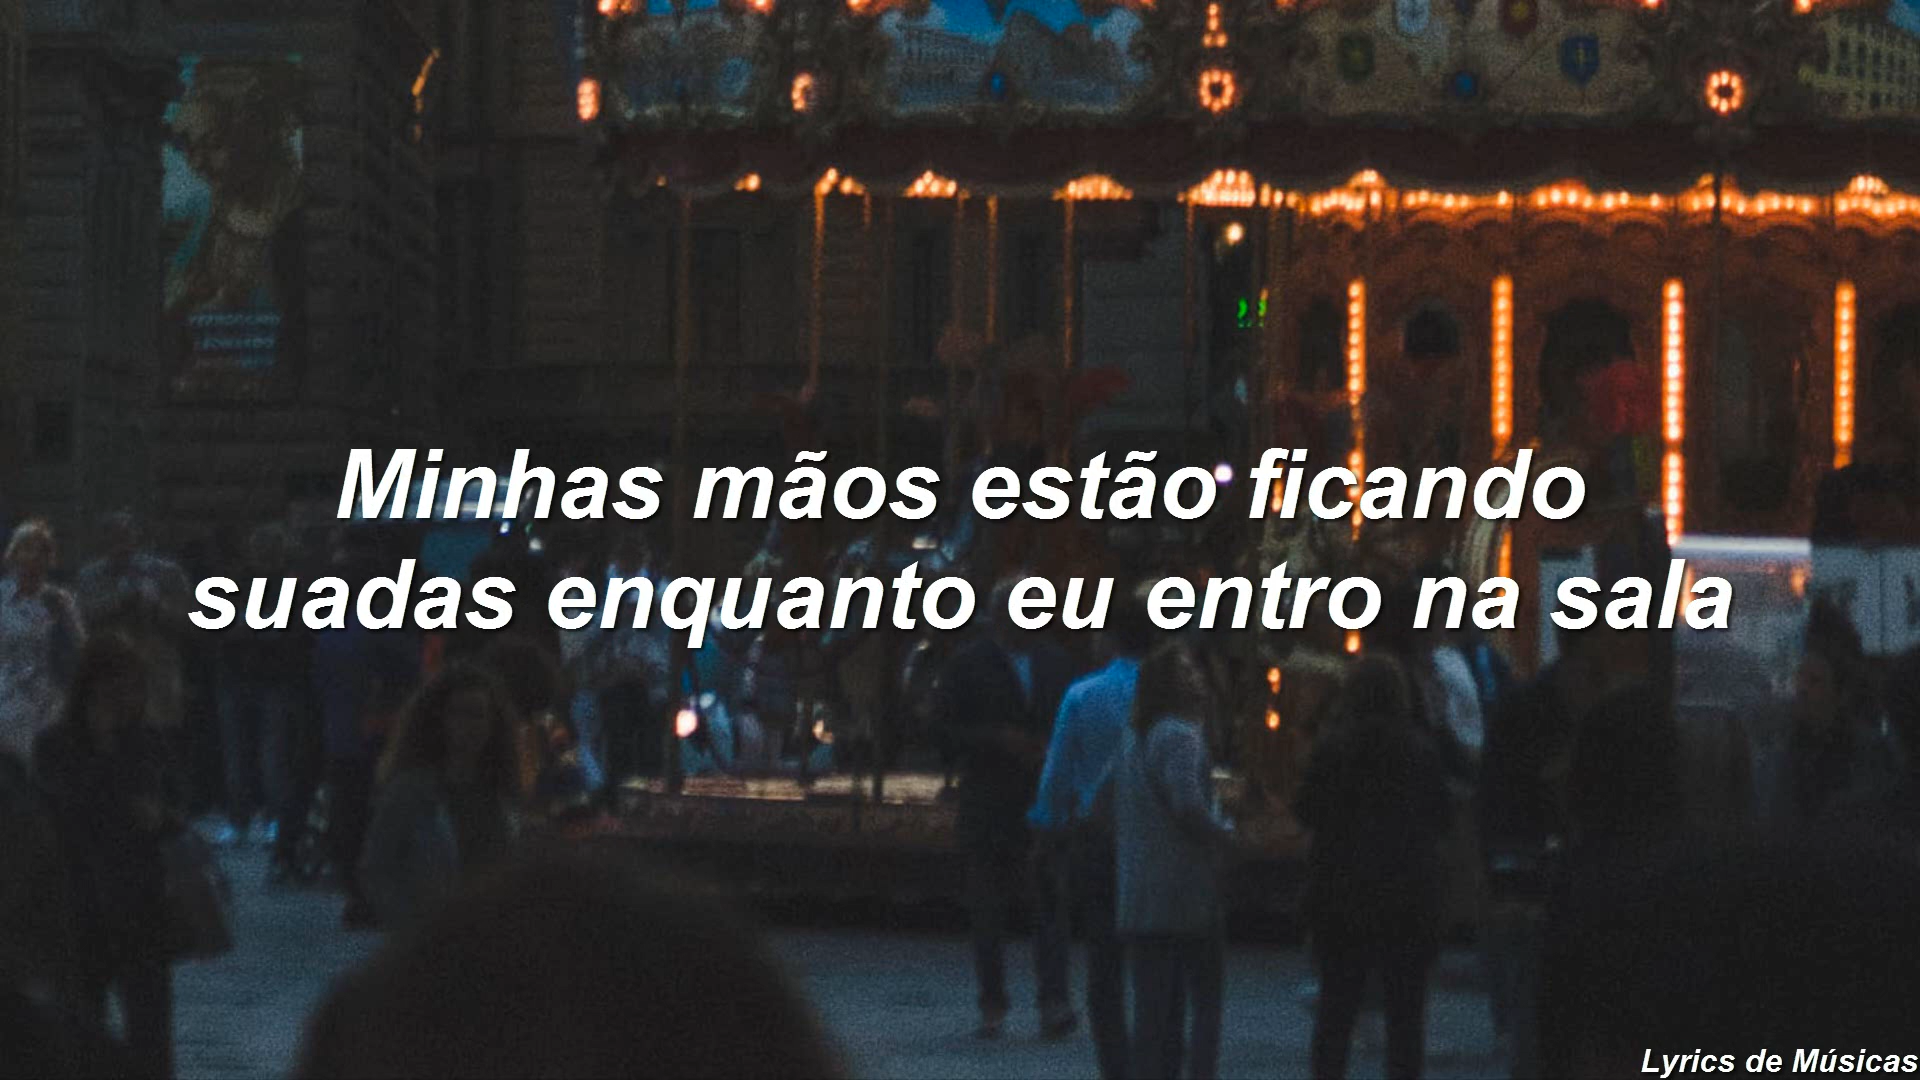 Minhas mãos estão ficando
suadas enquanto eu entro na sala
Lyrics de Músicas